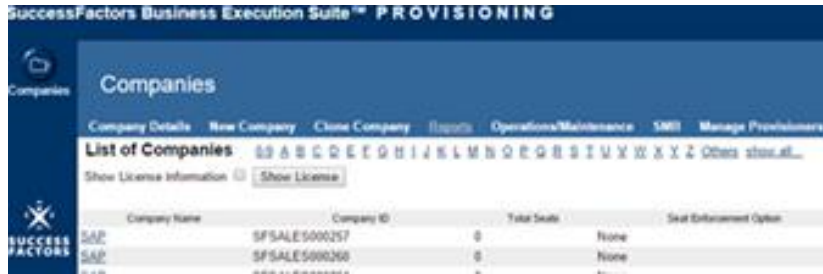 SuccessFactors Business Execution Suite™ PROVISIONING
Companies
Companies
Company Details New Company Clone Company Reports Operations/Maintenance SMII Manage Provisioners
List of Companies 0-9 A B C D E F G H I J K L M N O P Q R S T U V W X Y Z Others show all...
Show License Information Show License
Company Name Company ID Total Seats Seat Enforcement Option
SUCCESS FACTORS
SAP SFSALES000257 0 None
SAP SFSALES000260 0 None
SAP